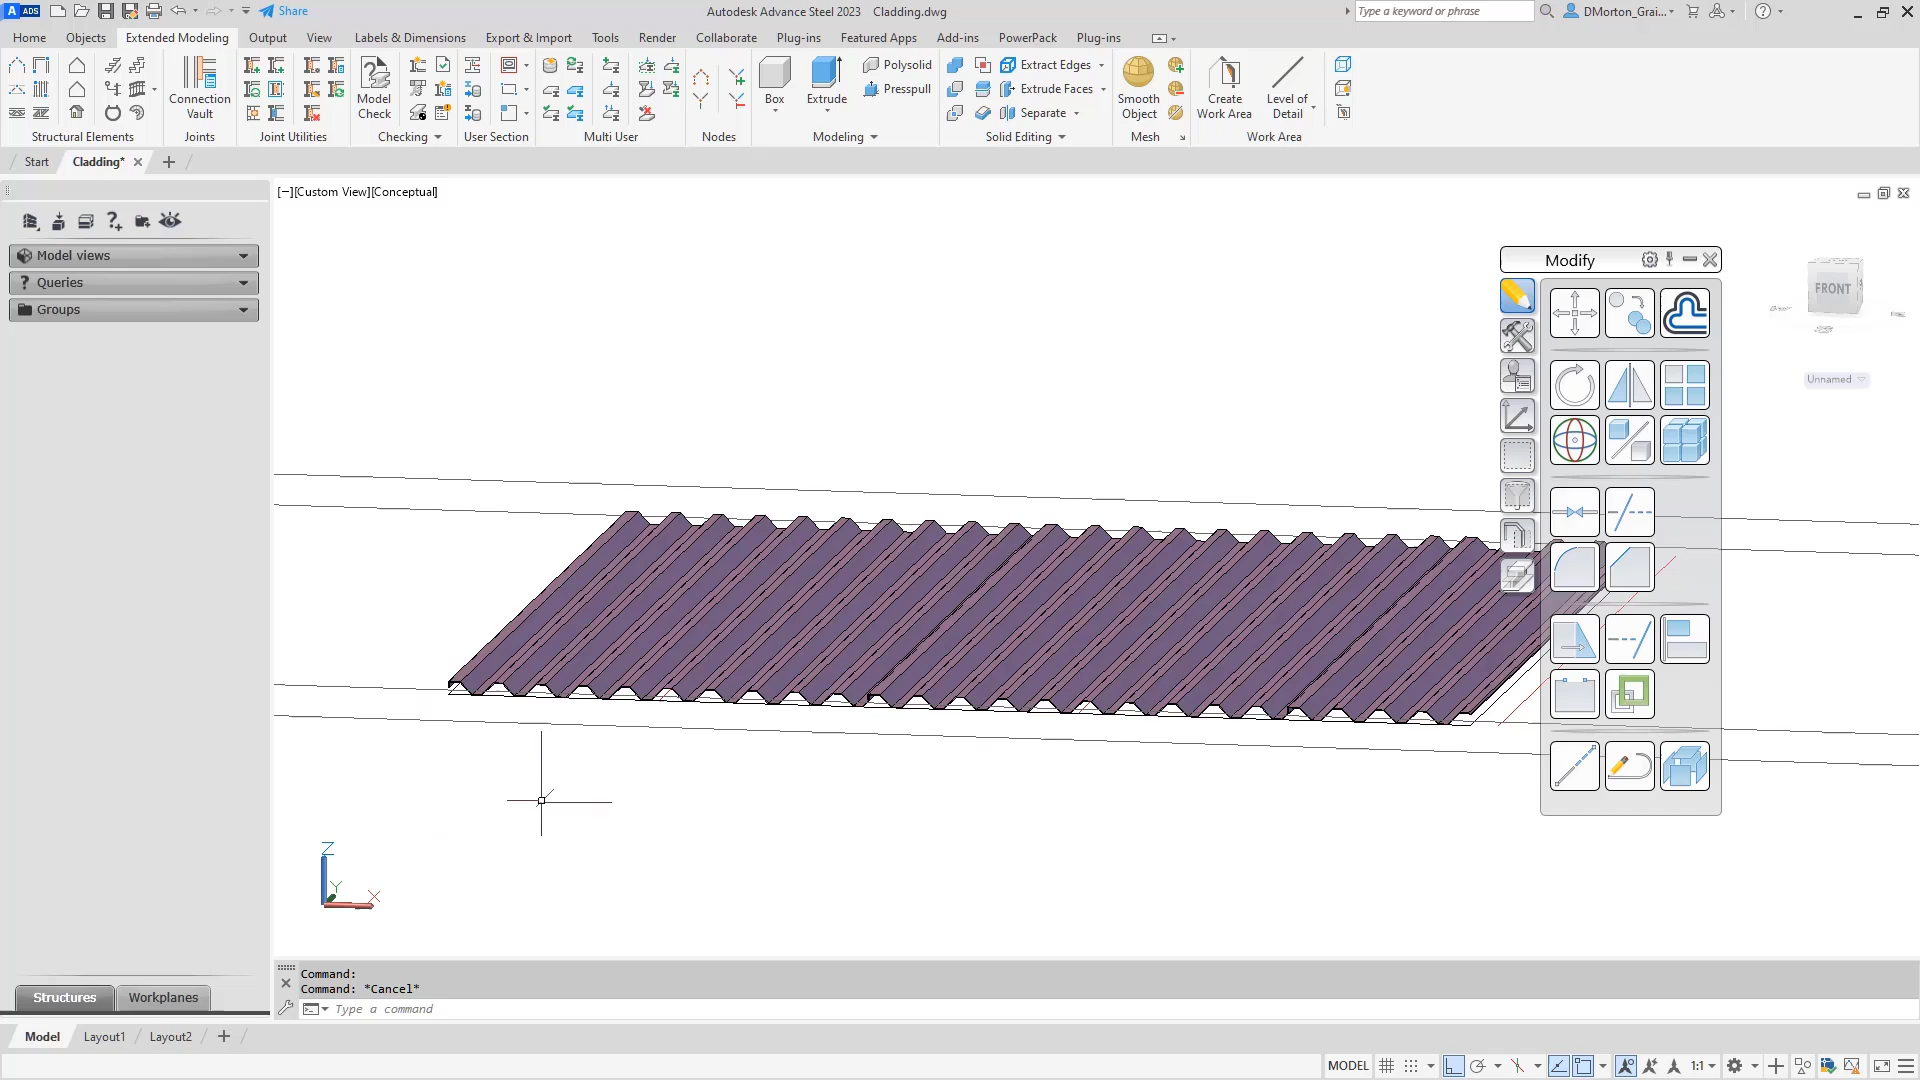 A ADS Share Autodesk Advance Steel 2023 Cladding.dwg Type a keyword or phrase DMorton_Grai...
Home Objects Extended Modeling Output View Labels & Dimensions Export & Import Tools Render Collaborate Plug-ins Featured Apps Add-ins PowerPack Plug-ins
Polysolid Extract Edges
Presspull Extract Faces
Separate
Connection Vault
Model Check
Box
Extrude
Smooth Object
Create Work Area
Level of Detail
Structural Elements Joints Joint Utilities Checking User Section Multi User Nodes Modeling Solid Editing Mesh Work Area
Start Cladding*
[−][Custom View][Conceptual]
Model views
Queries
Groups
Modify
FRONT
Unnamed
Z
Y
X
Command:
Command: *Cancel*
Type a command
Structures Workplanes
Model Layout1 Layout2
MODEL 1:1